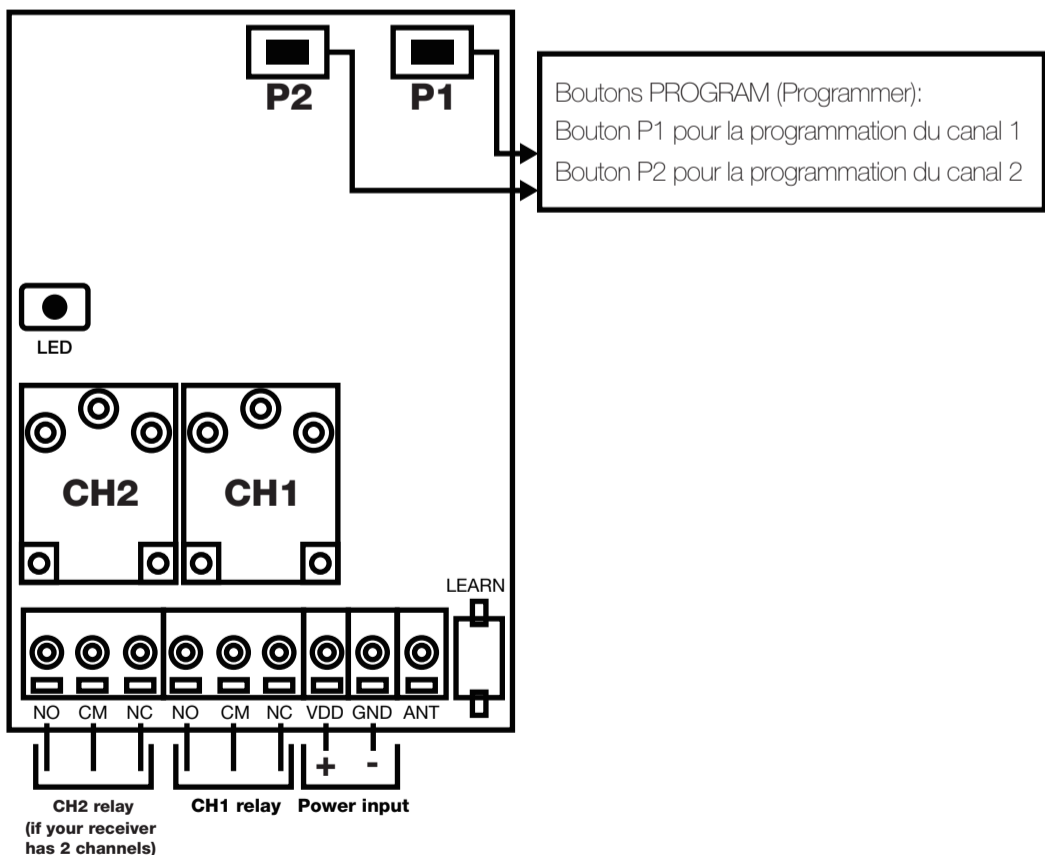 P2
P1
Boutons PROGRAM (Programmer):
Bouton P1 pour la programmation du canal 1
Bouton P2 pour la programmation du canal 2
LED
CH2
CH1
LEARN
NO CM NC NO CM NC VDD GND ANT
+ -
CH2 relay
(if your receiver
has 2 channels)
CH1 relay
Power input